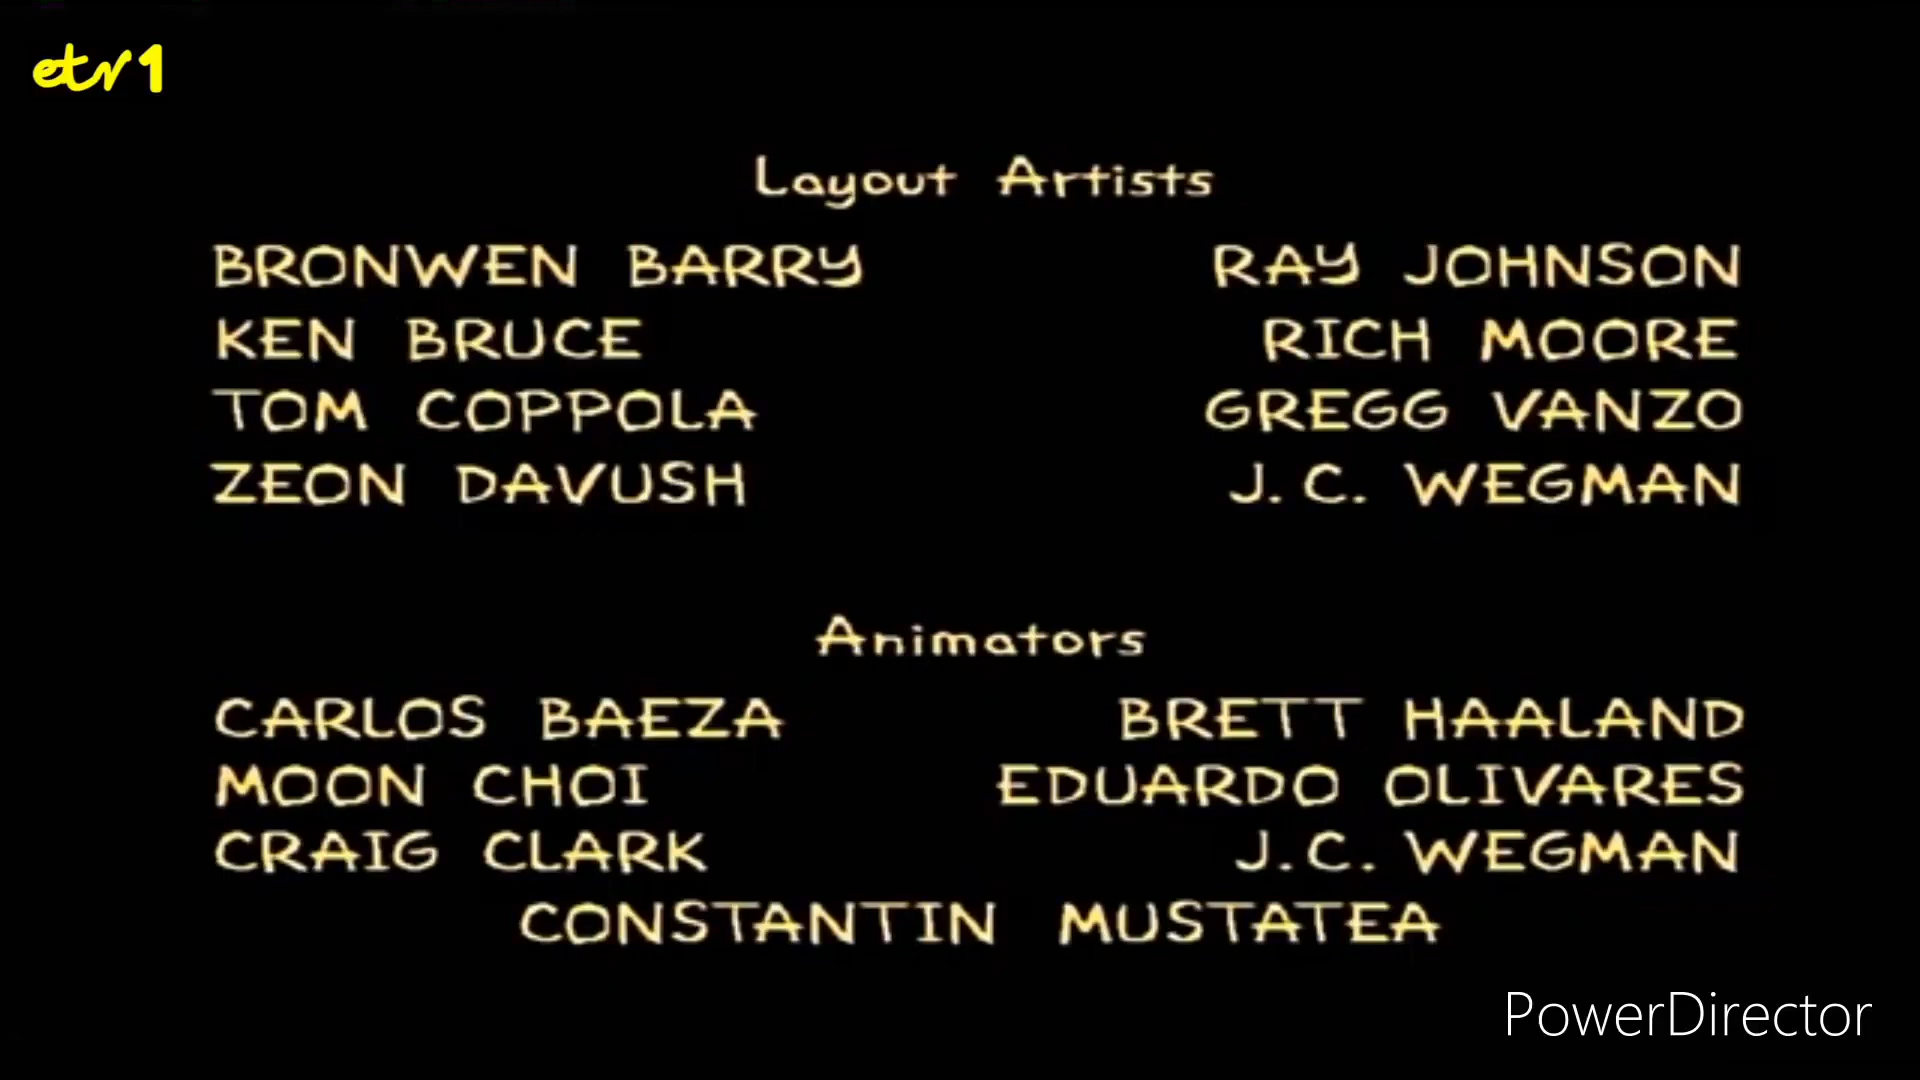 etr1
Layout Artists
BRONWEN BARRY RAY JOHNSON
KEN BRUCE RICH MOORE
TOM COPPOLA GREGG VANZO
ZEON DAVUSH J. C. WEGMAN
Animators
CARLOS BAEZA BRETT HAALAND
MOON CHOI EDUARDO OLIVARES
CRAIG CLARK J.C. WEGMAN
CONSTANTIN MUSTATEA
PowerDirector